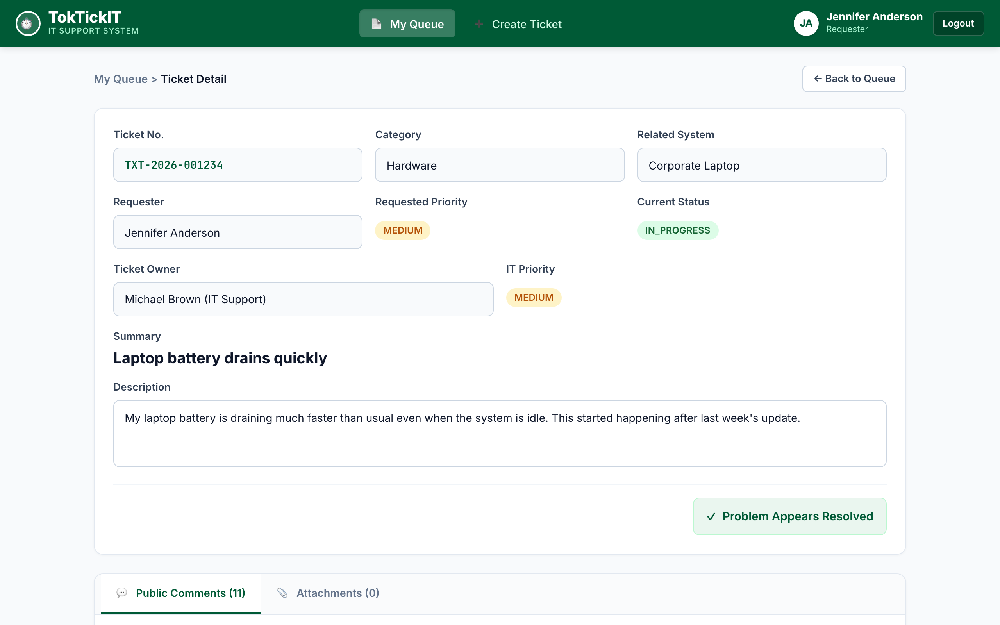 TokTickIT
IT SUPPORT SYSTEM
My Queue
Create Ticket
JA
Jennifer Anderson
Requester
Logout
My Queue > Ticket Detail
← Back to Queue
Ticket No.
Category
Related System
TXT-2026-001234
Hardware
Corporate Laptop
Requester
Requested Priority
Current Status
Jennifer Anderson
MEDIUM
IN_PROGRESS
Ticket Owner
IT Priority
Michael Brown (IT Support)
MEDIUM
Summary
Laptop battery drains quickly
Description
My laptop battery is draining much faster than usual even when the system is idle. This started happening after last week's update.
✓ Problem Appears Resolved
Public Comments (11)
Attachments (0)